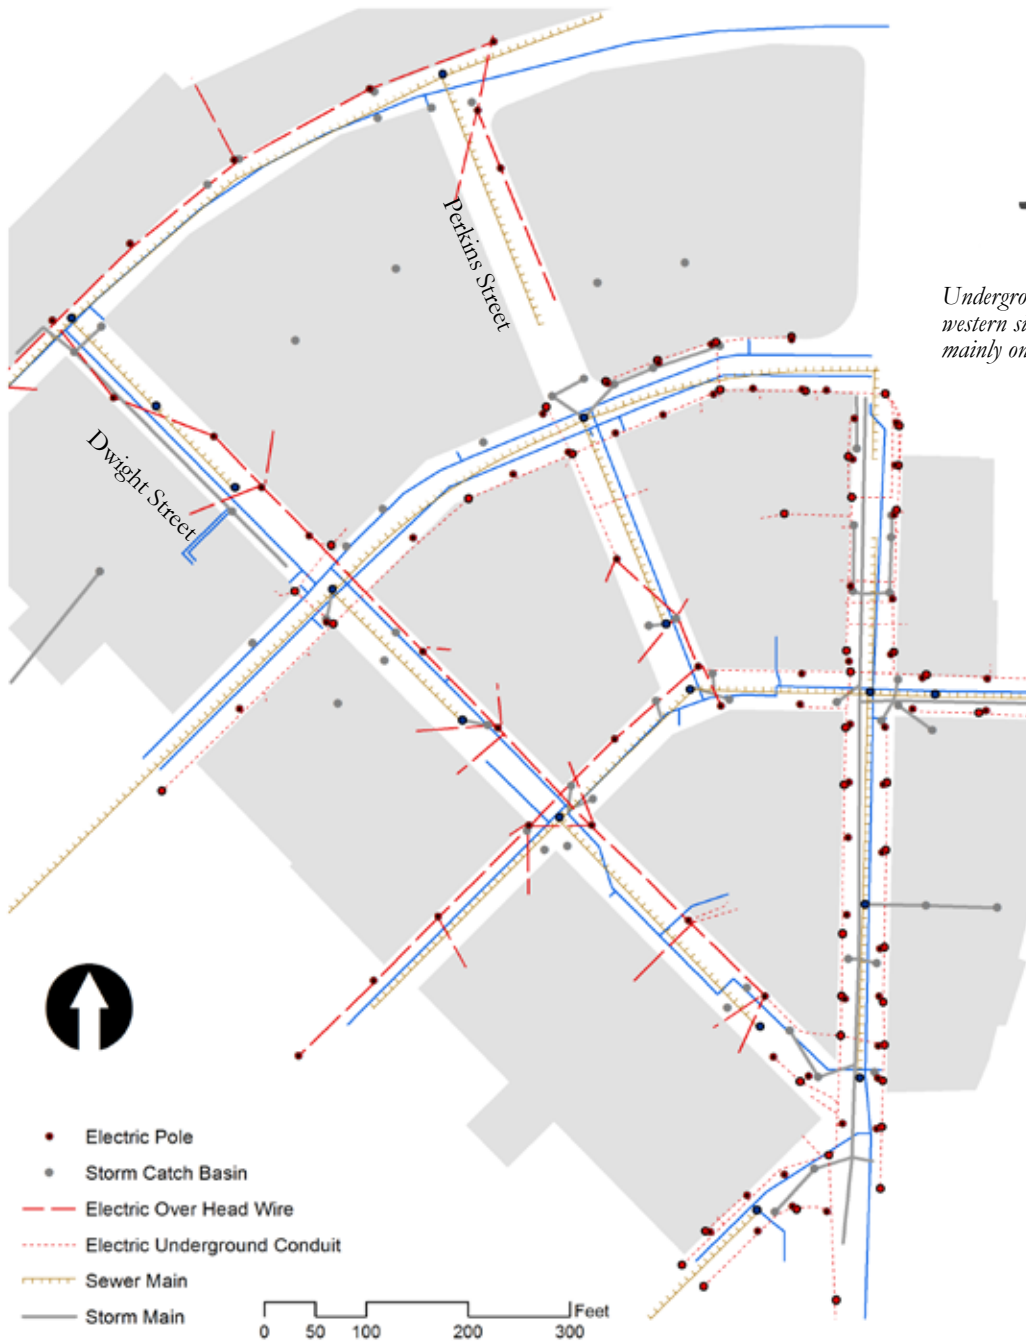 Perkins Street
Undergro
western si
mainly on
Dwight Street
Electric Pole
Storm Catch Basin
Electric Over Head Wire
Electric Underground Conduit
Sewer Main
Storm Main
Feet
0 50 100 200 300